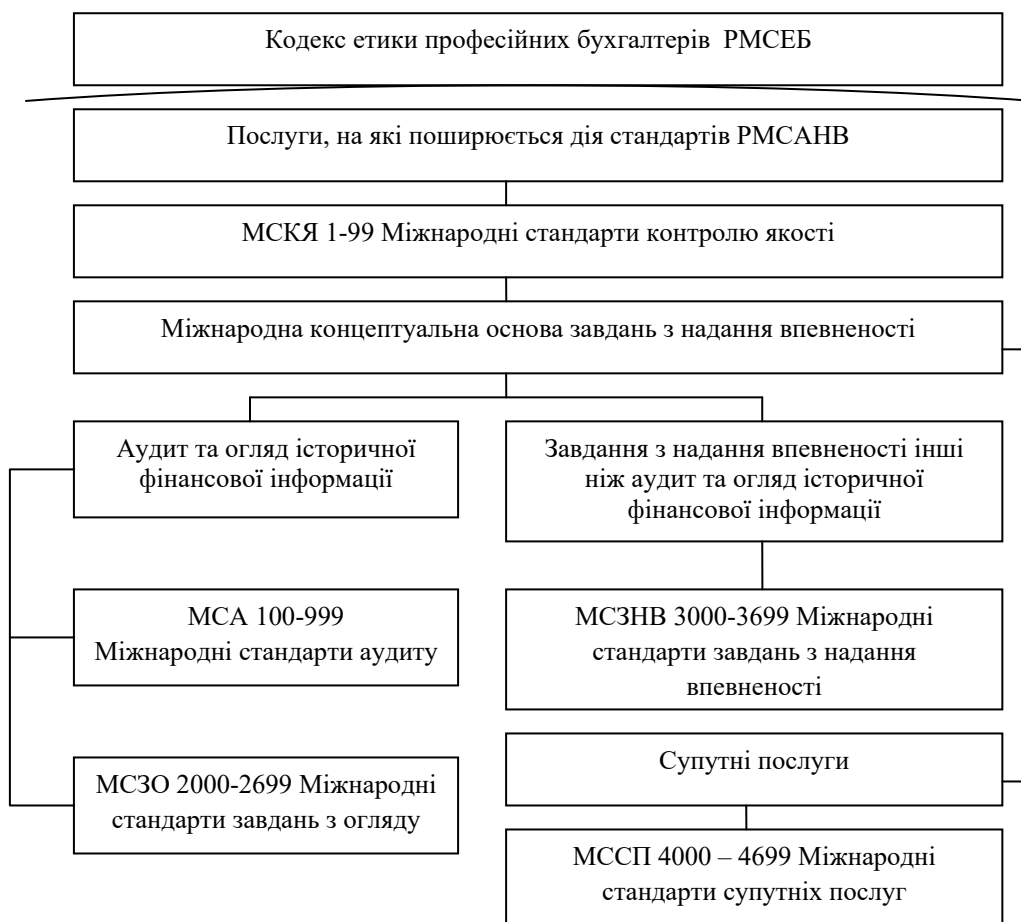 Кодекс етики професійних бухгалтерів РМСЕБ
Послуги, на які поширюється дія стандартів РМСАНВ
МСКЯ 1-99 Міжнародні стандарти контролю якості
Міжнародна концептуальна основа завдань з надання впевненості
Аудит та огляд історичної
фінансової інформації
Завдання з надання впевненості інші
ніж аудит та огляд історичної
фінансової інформації
МСА 100-999
Міжнародні стандарти аудиту
МСЗНВ 3000-3699 Міжнародні
стандарти завдань з надання
впевненості
МСЗО 2000-2699 Міжнародні
стандарти завдань з огляду
Супутні послуги
МССП 4000 – 4699 Міжнародні
стандарти супутніх послуг